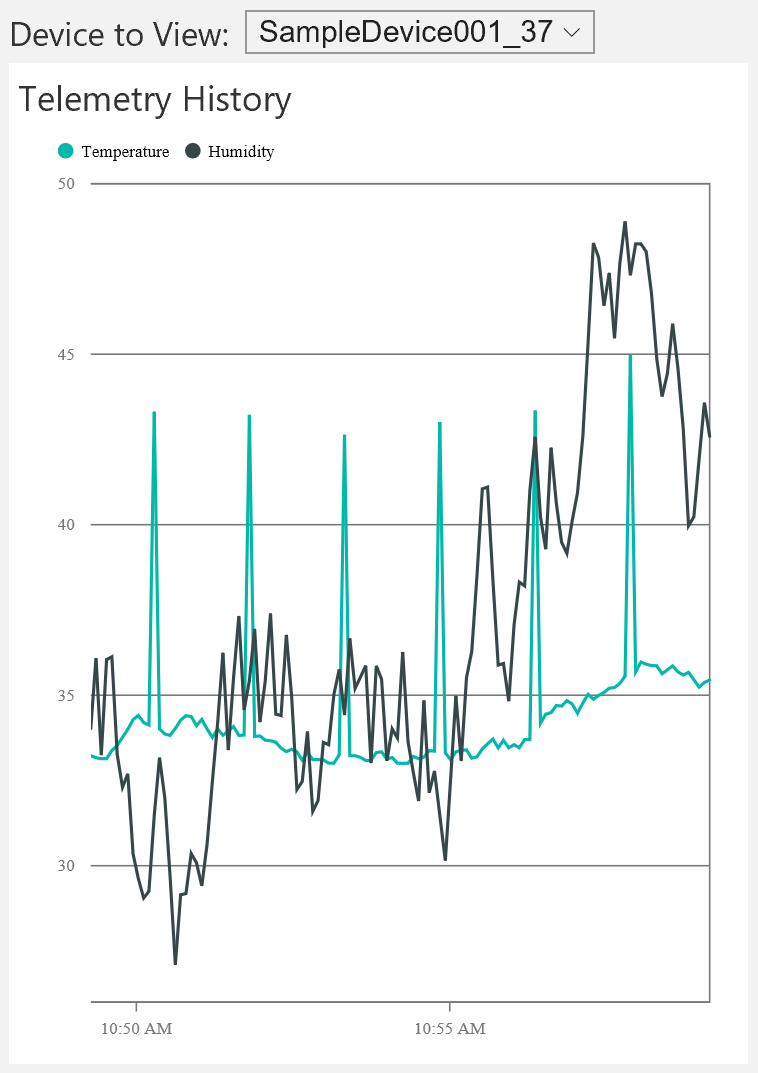 Device to View: SampleDevice001_37
Telemetry History
Temperature Humidity
50
45
40
35
30
10:50 AM 10:55 AM